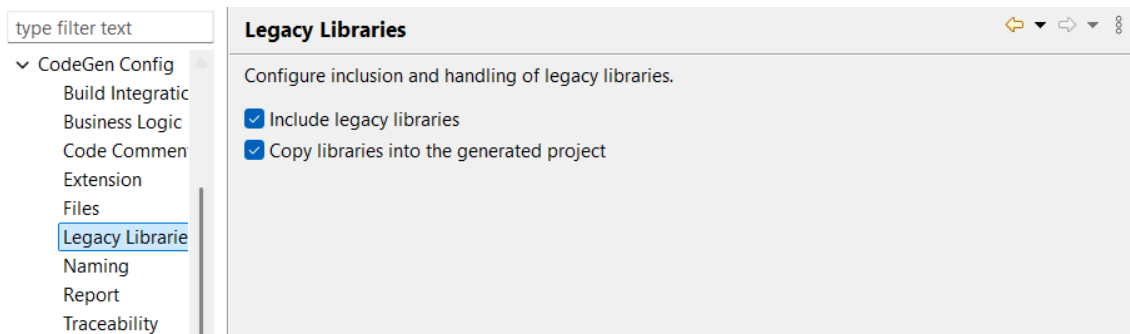 type filter text
CodeGen Config
Build Integratic
Business Logic
Code Commen
Extension
Files
Legacy Librarie
Naming
Report
Traceability
Legacy Libraries
Configure inclusion and handling of legacy libraries.
Include legacy libraries
Copy libraries into the generated project